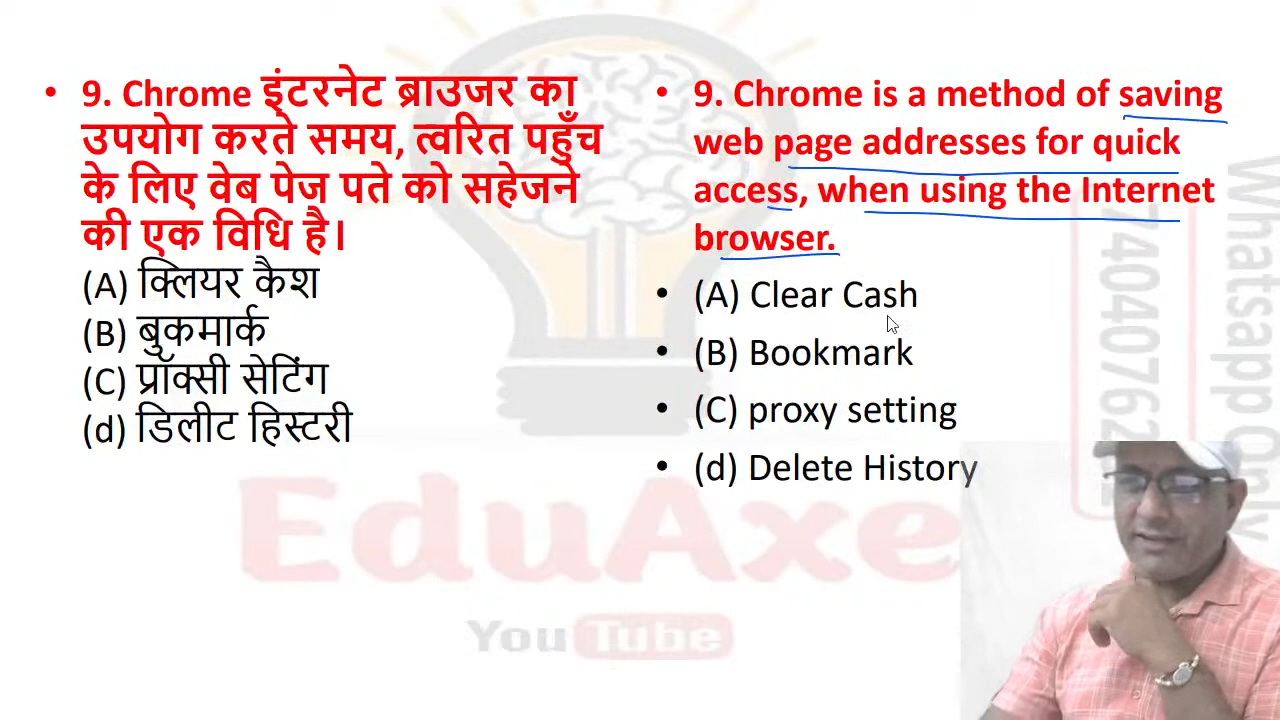 • 9. Chrome इंटरनेट ब्राउजर का
उपयोग करते समय, त्वरित पहुँच
के लिए वेब पेज पते को सहेजने
की एक विधि है।
(A) क्लियर कैश
(B) बुकमार्क
(C) प्रॉक्सी सेटिंग
(d) डिलीट हिस्टरी
• 9. Chrome is a method of saving
web page addresses for quick
access, when using the Internet
browser.
• (A) Clear Cash
• (B) Bookmark
• (C) proxy setting
• (d) Delete History
EduAxe
YouTube
Whatsapp Only